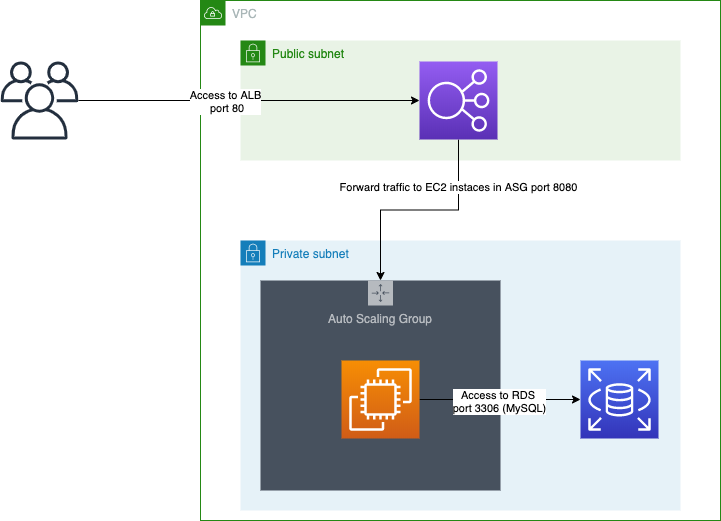 VPC
Public subnet
Access to ALB
port 80
Forward traffic to EC2 instaces in ASG port 8080
Private subnet
Auto Scaling Group
Access to RDS
port 3306 (MySQL)